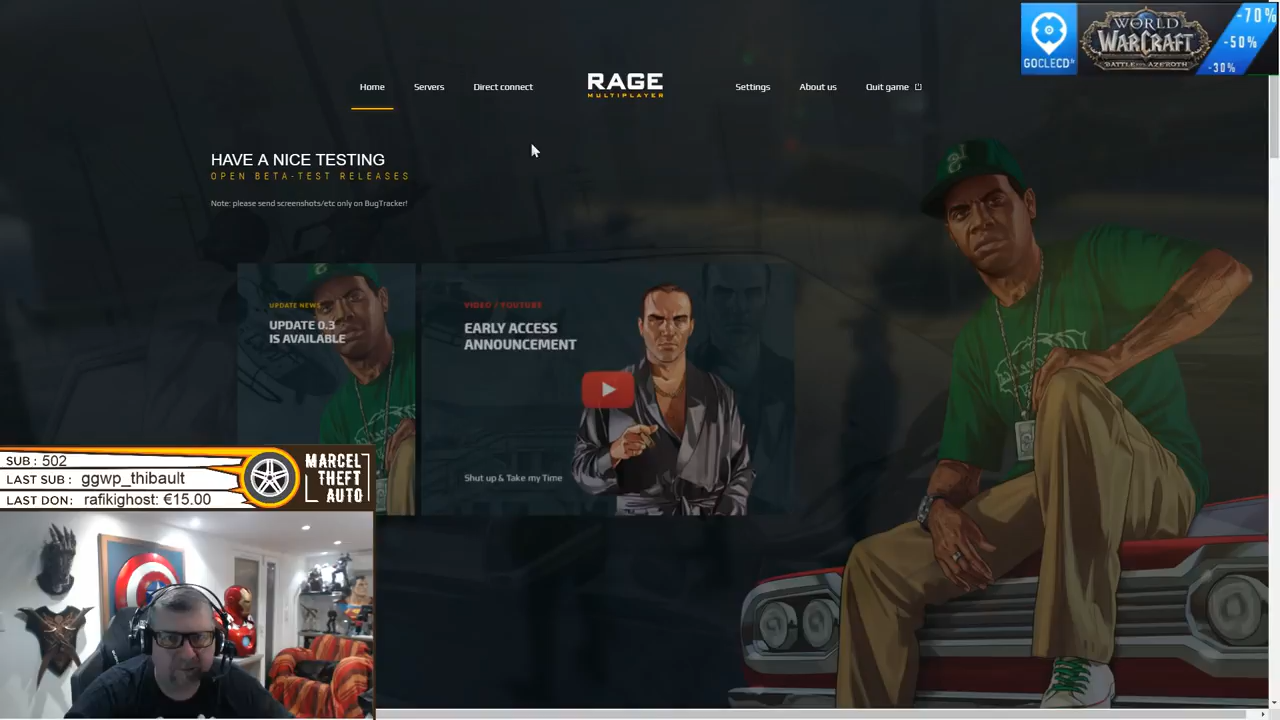 -70%
WORLD
WARCRAFT
BATTLE FOR AZEROTH
-50%
-30%
GOCLECD
Home
Servers
Direct connect
RAGE
MULTIPLAYER
Settings
About us
Quit game
HAVE A NICE TESTING
OPEN BETA-TEST RELEASES
Note: please send screenshots/etc only on BugTracker!
UPDATE NEWS
UPDATE 0.3
IS AVAILABLE
VIDEO / YOUTUBE
EARLY ACCESS
ANNOUNCEMENT
Shut up & Take my Time
SUB : 502
LAST SUB : ggwp_thibault
LAST DON: rafikighost: €15.00
MARCEL
THEFT
AUTO